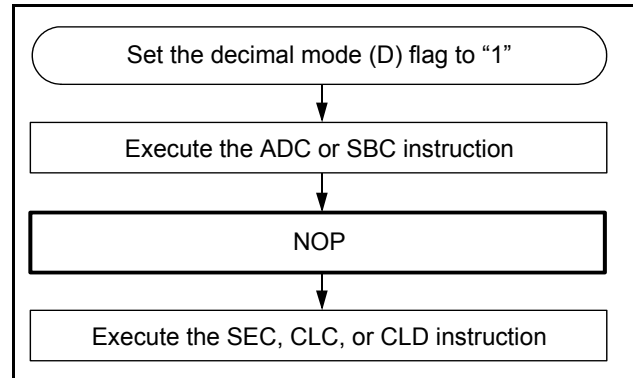 Set the decimal mode (D) flag to “1”
Execute the ADC or SBC instruction
NOP
Execute the SEC, CLC, or CLD instruction